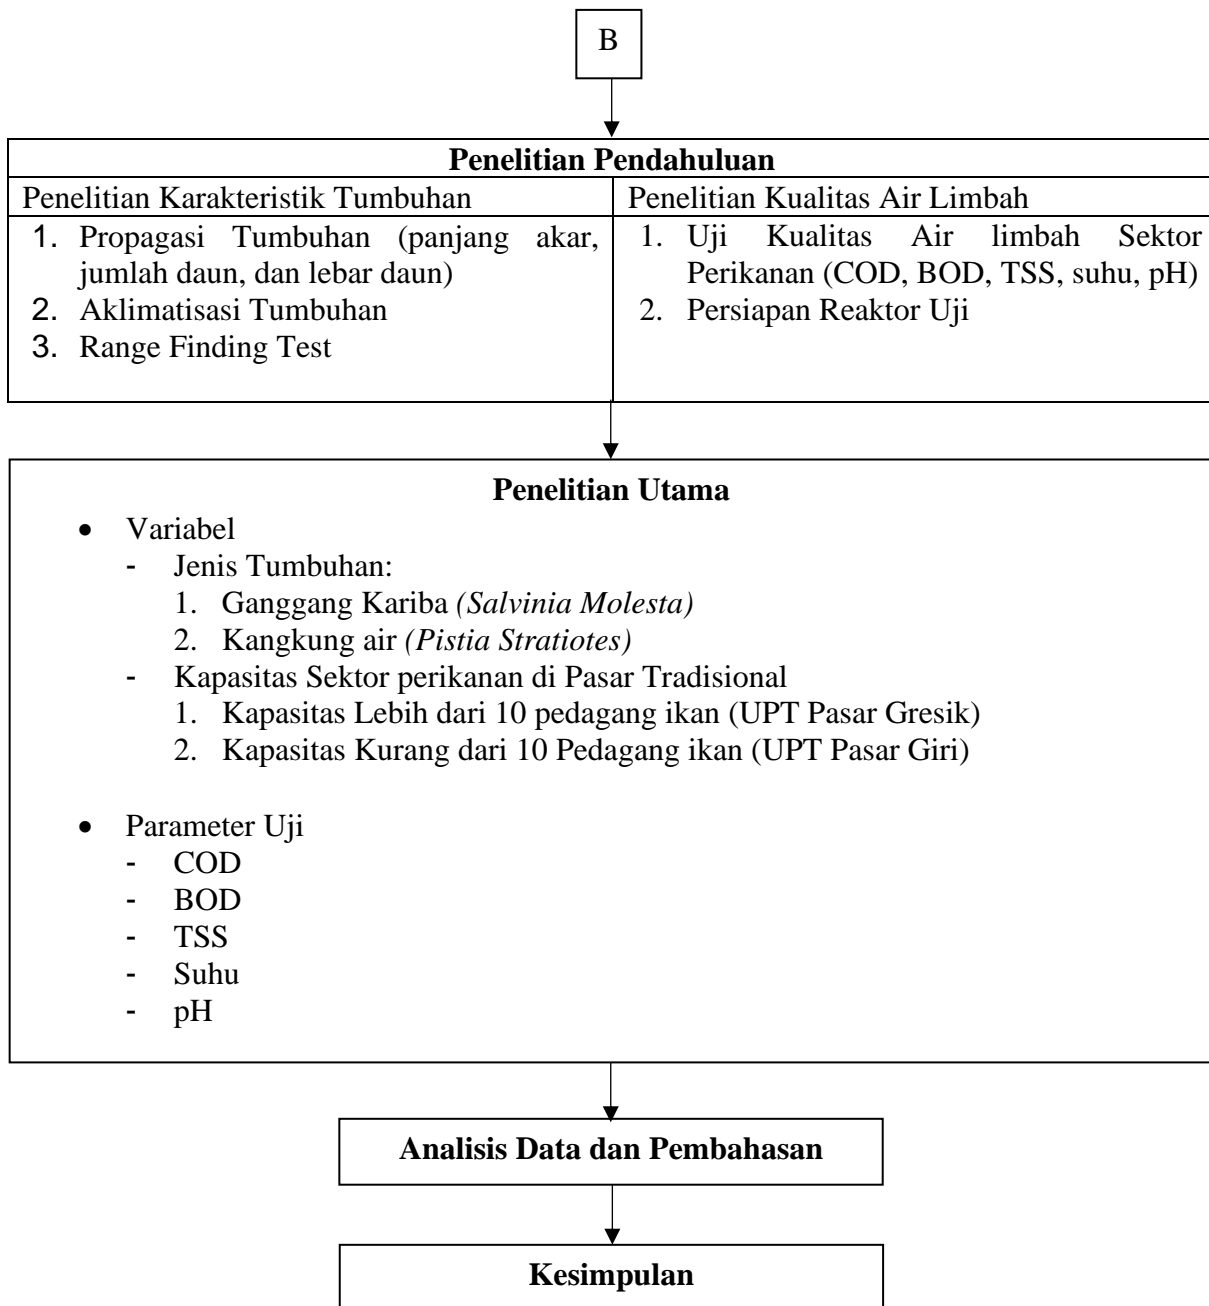 B
Penelitian Pendahuluan
Penelitian Karakteristik Tumbuhan
1. Propagasi Tumbuhan (panjang akar,
jumlah daun, dan lebar daun)
2. Aklimatisasi Tumbuhan
3. Range Finding Test
Penelitian Kualitas Air Limbah
1. Uji Kualitas Air limbah Sektor
Perikanan (COD, BOD, TSS, suhu, pH)
2. Persiapan Reaktor Uji
Penelitian Utama
• Variabel
- Jenis Tumbuhan:
1. Ganggang Kariba (Salvinia Molesta)
2. Kangkung air (Pistia Stratiotes)
- Kapasitas Sektor perikanan di Pasar Tradisional
1. Kapasitas Lebih dari 10 pedagang ikan (UPT Pasar Gresik)
2. Kapasitas Kurang dari 10 Pedagang ikan (UPT Pasar Giri)
• Parameter Uji
- COD
- BOD
- TSS
- Suhu
- pH
Analisis Data dan Pembahasan
Kesimpulan